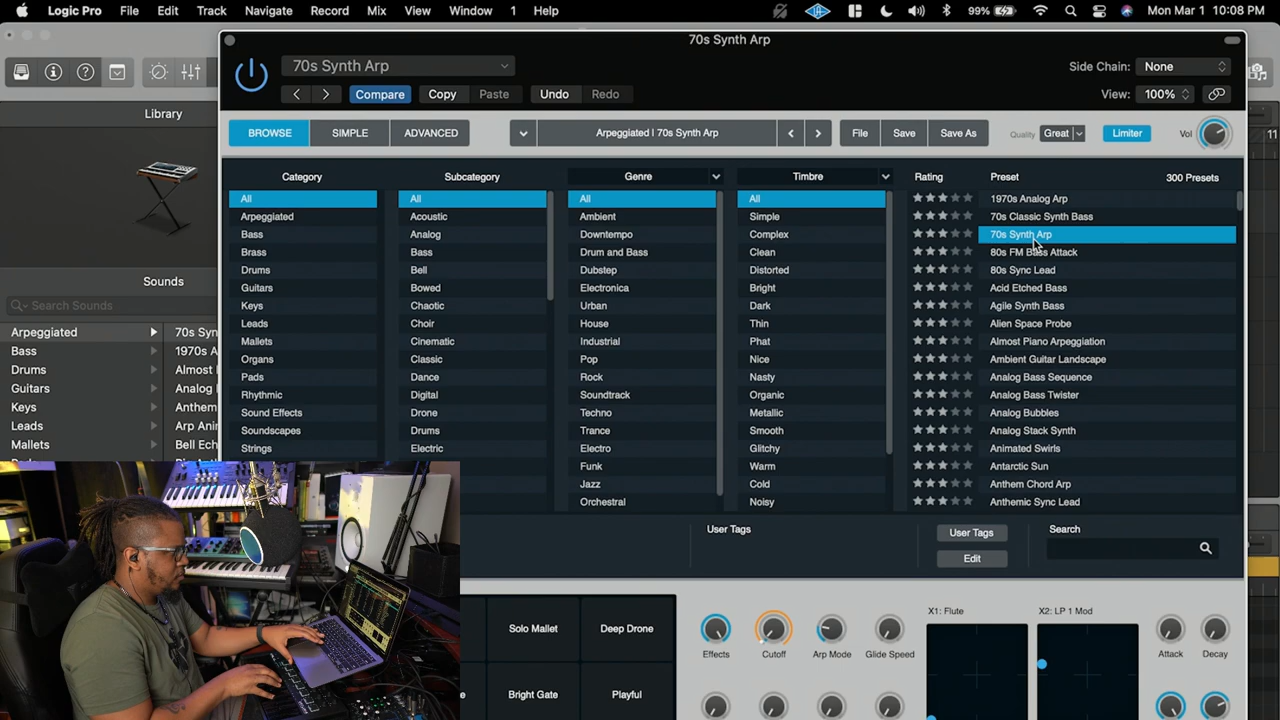 Logic Pro File Edit Track Navigate Record Mix View Window 1 Help 99% Mon Mar 1 10:08 PM
70s Synth Arp
70s Synth Arp
Side Chain: None
Compare Copy Paste Undo Redo
View: 100%
Library
BROWSE SIMPLE ADVANCED Arpeggiated | 70s Synth Arp File Save Save As Quality Great Limiter Vol
11
Category Subcategory Genre Timbre Rating Preset 300 Presets
All All All All 1970s Analog Arp
Arpeggiated Acoustic Ambient Simple 70s Classic Synth Bass
Bass Analog Downtempo Complex 70s Synth Arp
Brass Bass Drum and Bass Clean 80s FM Bass Attack
Drums Bell Dubstep Distorted 80s Sync Lead
Guitars Bowed Electronica Bright Acid Etched Bass
Keys Chaotic Urban Dark Agile Synth Bass
Leads Choir House Thin Alien Space Probe
Mallets Cinematic Industrial Phat Almost Piano Arpeggiation
Organs Classic Pop Nice Ambient Guitar Landscape
Pads Dance Rock Nasty Analog Bass Sequence
Rhythmic Digital Soundtrack Organic Analog Bass Twister
Sound Effects Drone Techno Metallic Analog Bubbles
Soundscapes Drums Trance Smooth Analog Stack Synth
Strings Electric Electro Glitchy Animated Swirls
Funk Warm Antarctic Sun
Jazz Cold Anthem Chord Arp
Orchestral Noisy Anthemic Sync Lead
Sounds
Search Sounds
Arpeggiated 70s Syn
Bass 1970s A
Drums Almost P
Guitars Analog
Keys Anthem
Leads Arp Anim
Mallets Bell Ech
User Tags User Tags Search
Edit
Solo Mallet Deep Drone
Bright Gate Playful
Effects Cutoff Arp Mode Glide Speed
X1: Flute X2: LP 1 Mod
Attack Decay